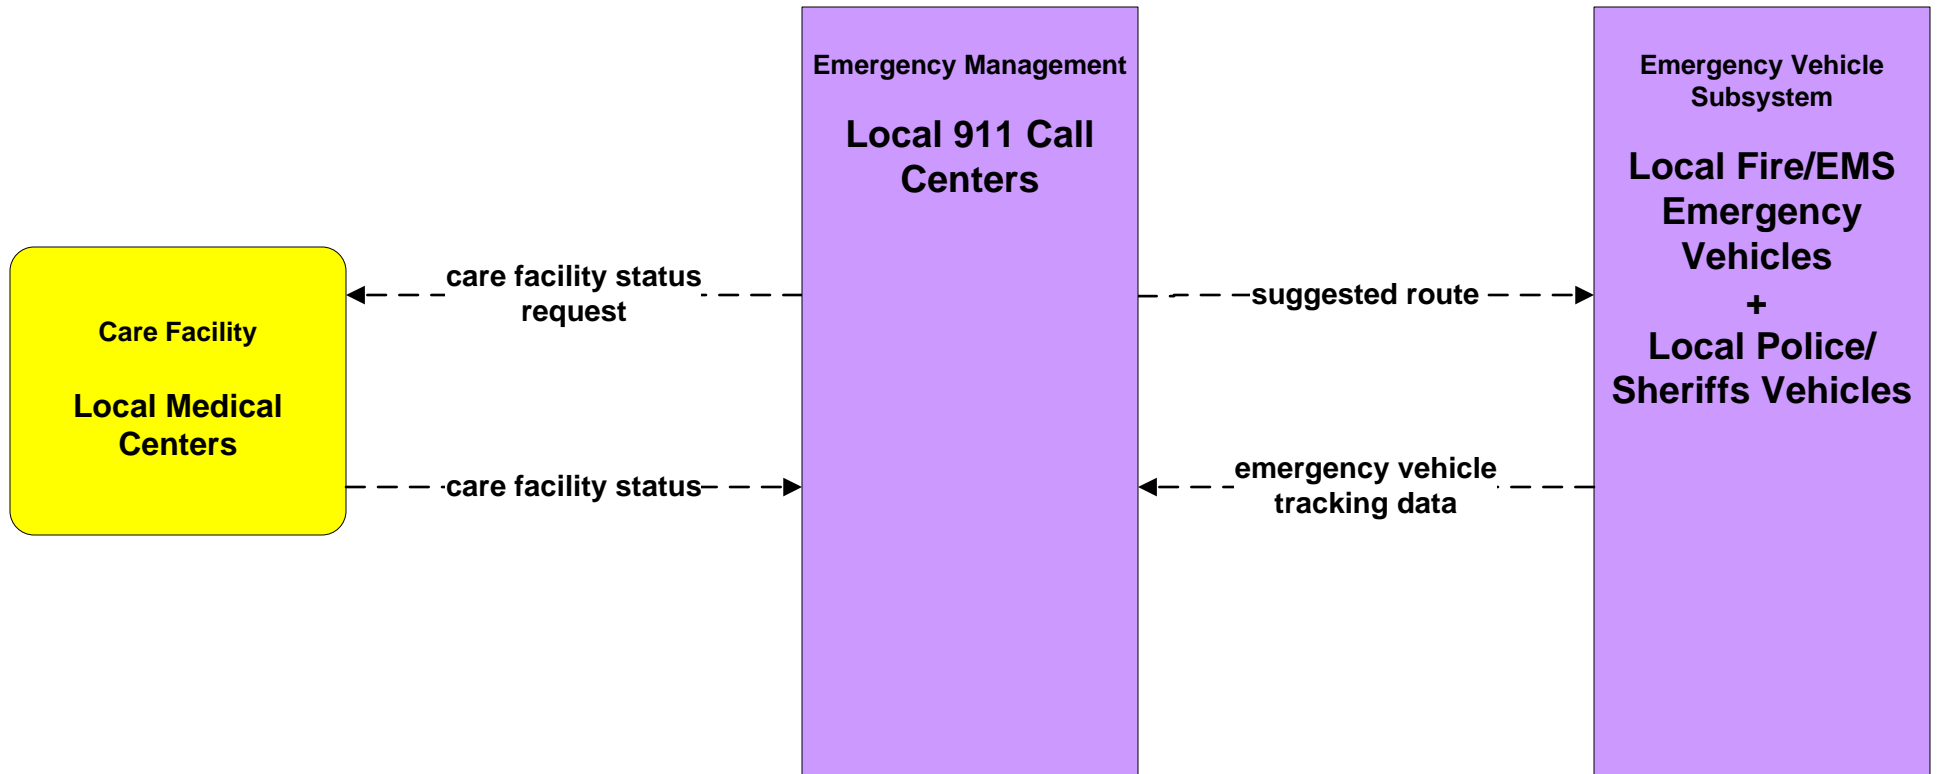 Emergency Management
Local 911 Call
Centers
Emergency Vehicle
Subsystem
Local Fire/EMS
Emergency
Vehicles
+
Local Police/
Sheriffs Vehicles
Care Facility
Local Medical
Centers
care facility status
request
suggested route
care facility status
emergency vehicle
tracking data